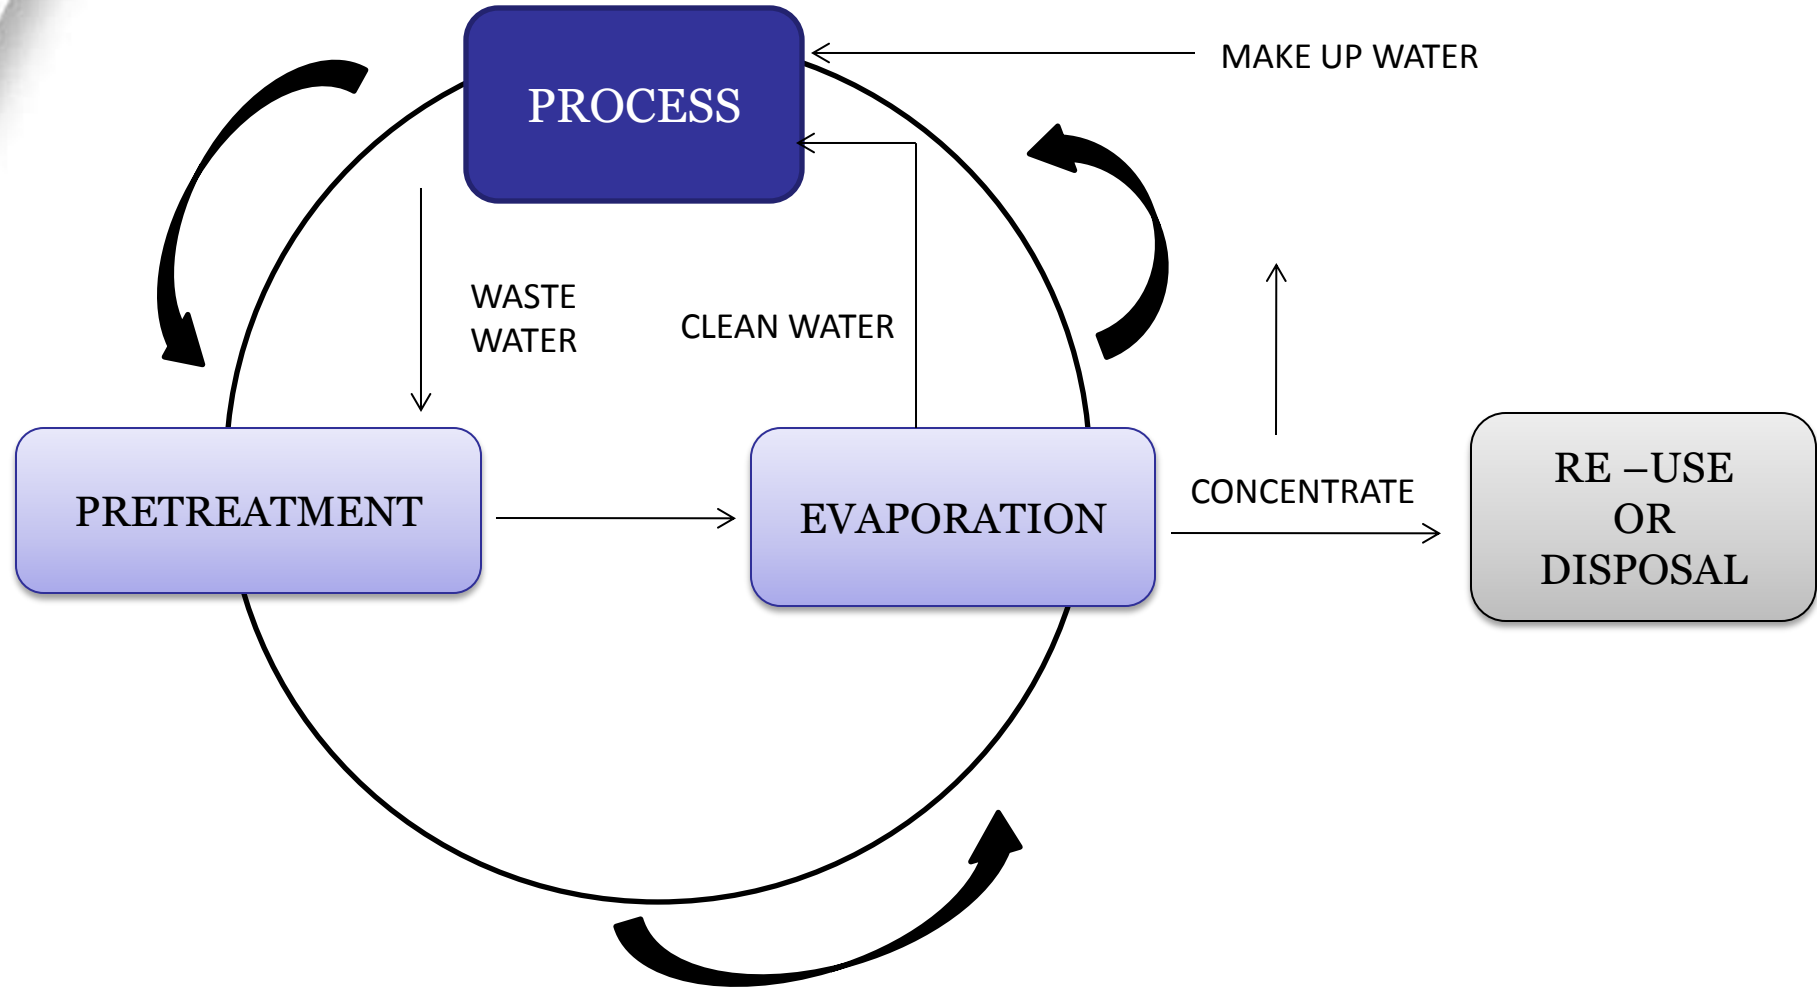 PROCESS
MAKE UP WATER
WASTE
WATER
CLEAN WATER
PRETREATMENT
EVAPORATION
CONCENTRATE
RE –USE
OR
DISPOSAL